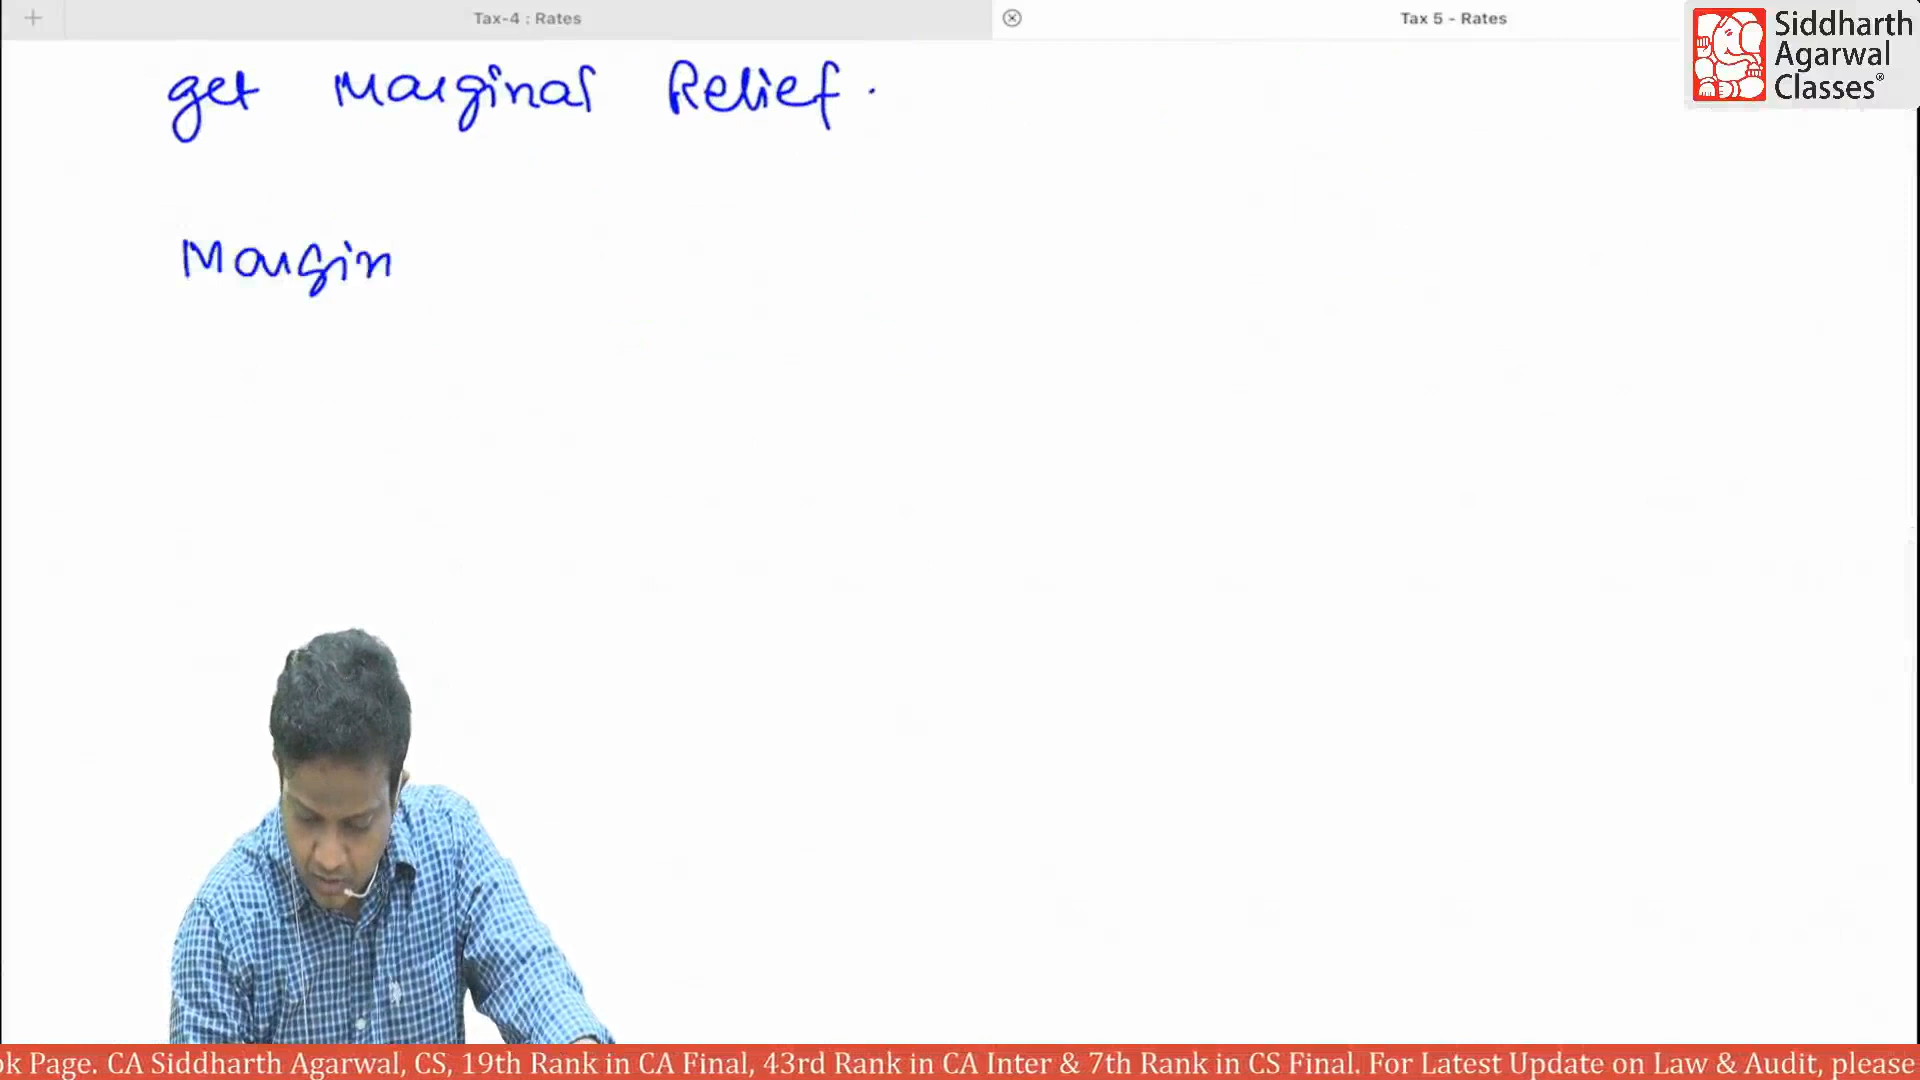 Tax-4 : Rates
Tax 5 - Rates
Siddharth
Agarwal
Classes®
get Marginal Relief.
Margin
ok Page. CA Siddharth Agarwal, CS, 19th Rank in CA Final, 43rd Rank in CA Inter & 7th Rank in CS Final. For Latest Update on Law & Audit, please